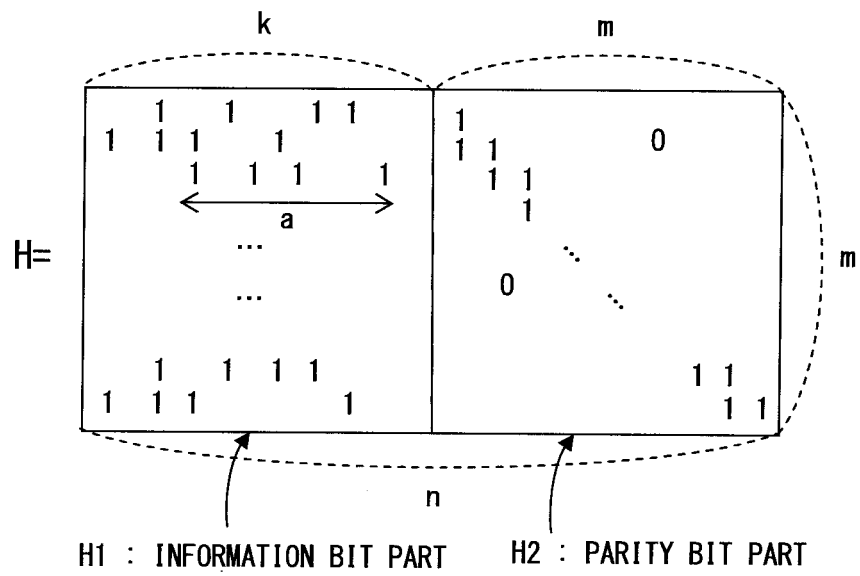 k m
1 1 1 1 1
1 1 1 1 1 1 0
1 1 1 1 1 1
a 1
H= ... ⋱ m
... 0 ⋱
1 1 1 1 1 1
1 1 1 1 1 1
n
H1 : INFORMATION BIT PART H2 : PARITY BIT PART